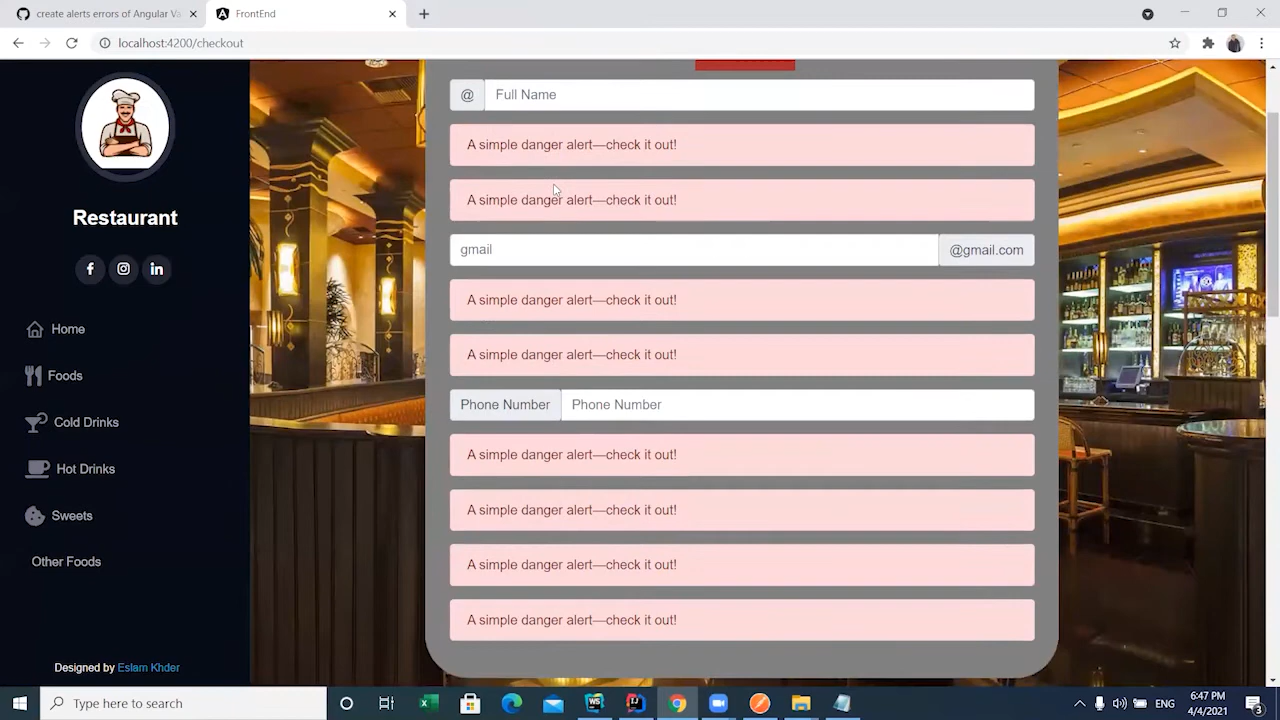 create alerts errors of Angular Va
FrontEnd
localhost:4200/checkout
Restaurant
Home
Foods
Cold Drinks
Hot Drinks
Sweets
Other Foods
Designed by Eslam Khder
@ Full Name
A simple danger alert—check it out!
A simple danger alert—check it out!
gmail @gmail.com
A simple danger alert—check it out!
A simple danger alert—check it out!
Phone Number Phone Number
A simple danger alert—check it out!
A simple danger alert—check it out!
A simple danger alert—check it out!
A simple danger alert—check it out!
Type here to search
ENG
6:47 PM
4/4/2021
3